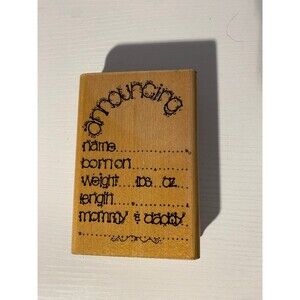 announcing
name..................
born on...............
weight....lbs...oz....
length................
mommy & daddy
......................